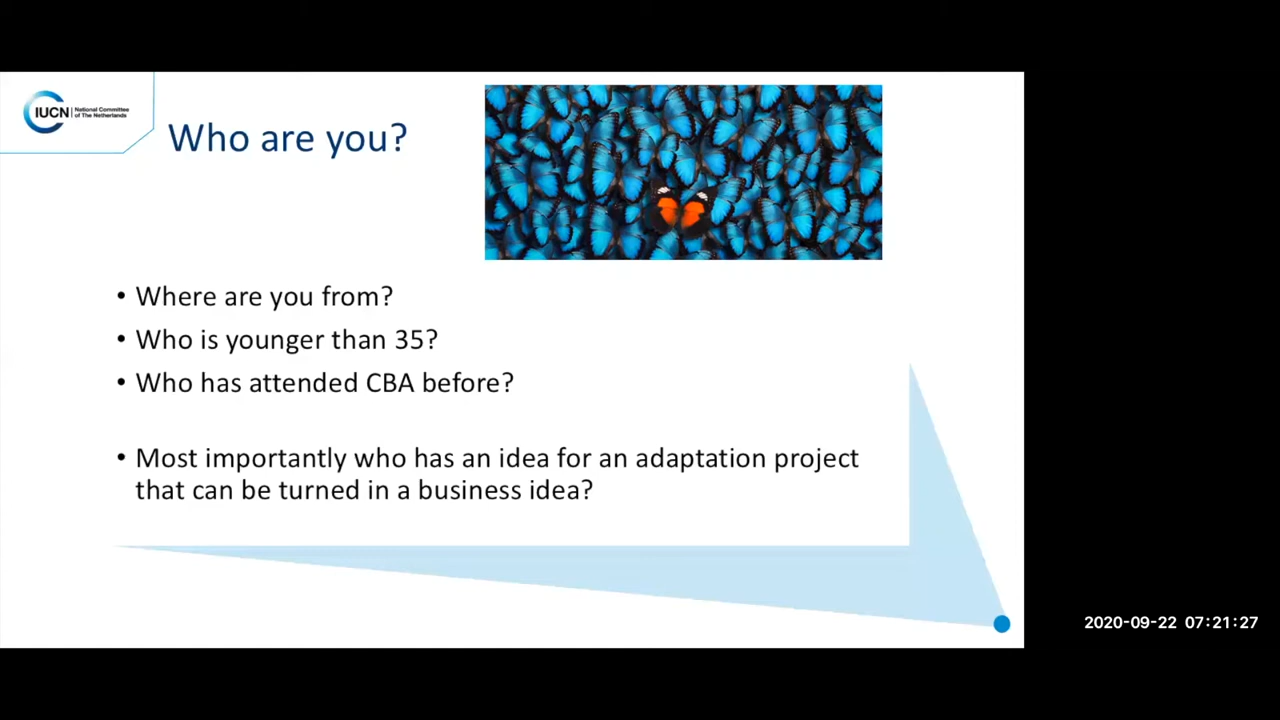 IUCN
National Committee
of The Netherlands
Who are you?
• Where are you from?
• Who is younger than 35?
• Who has attended CBA before?
• Most importantly who has an idea for an adaptation project
that can be turned in a business idea?
2020-09-22 07:21:27